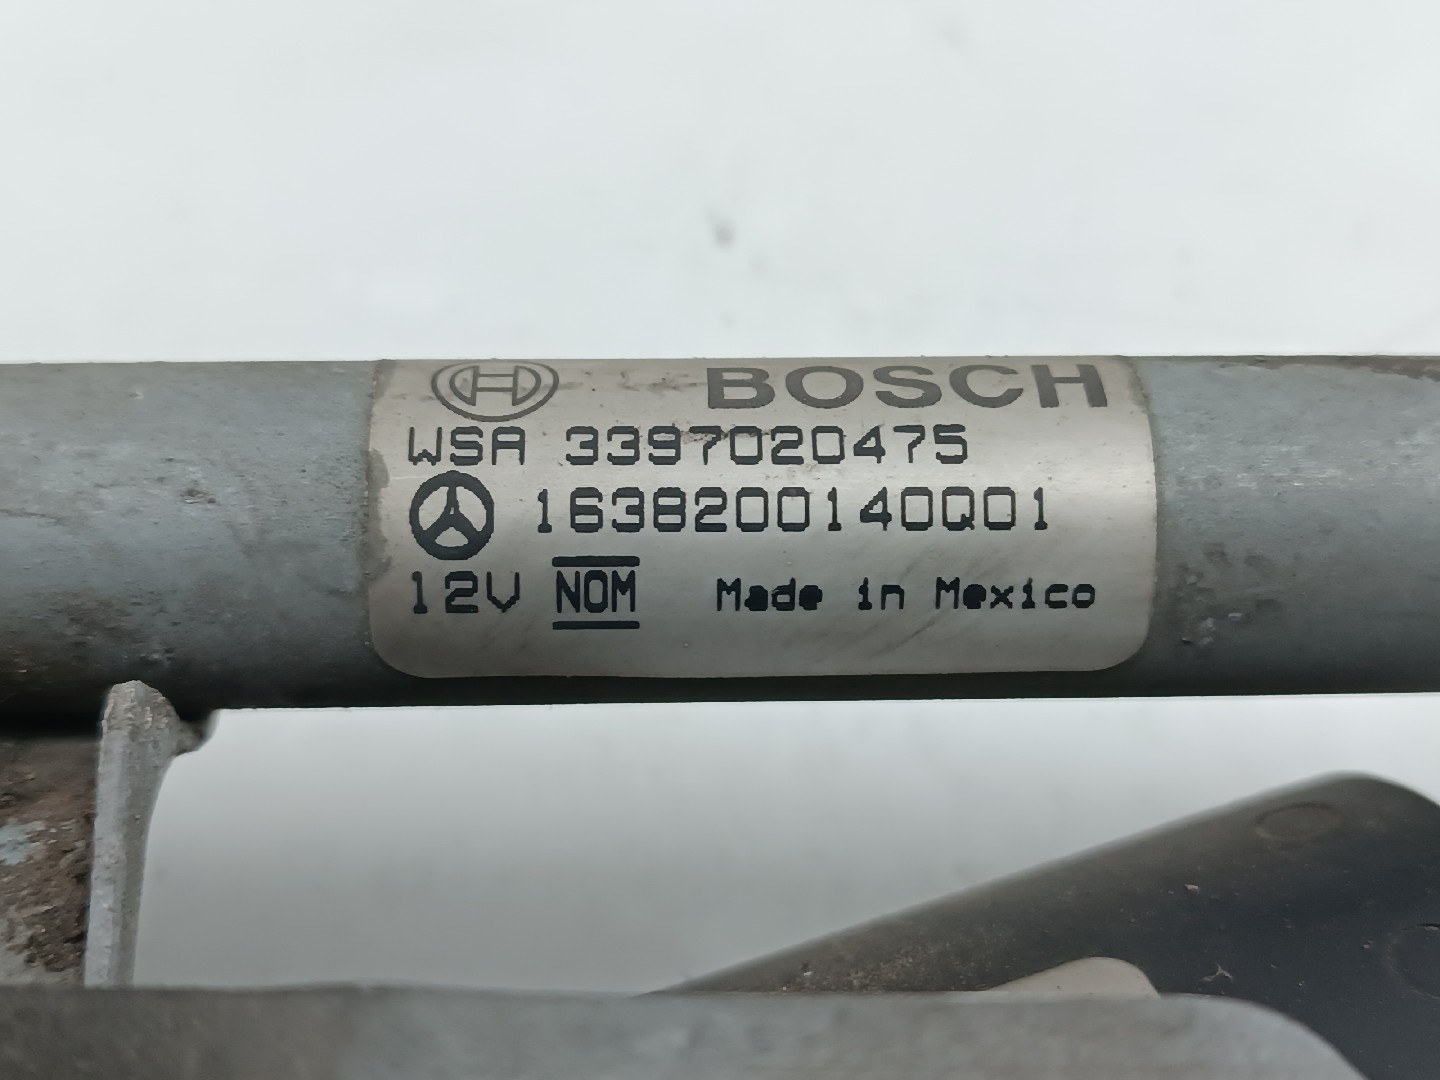 BOSCH
WSA 3397020475
1638200140Q01
12V NOM Made in Mexico